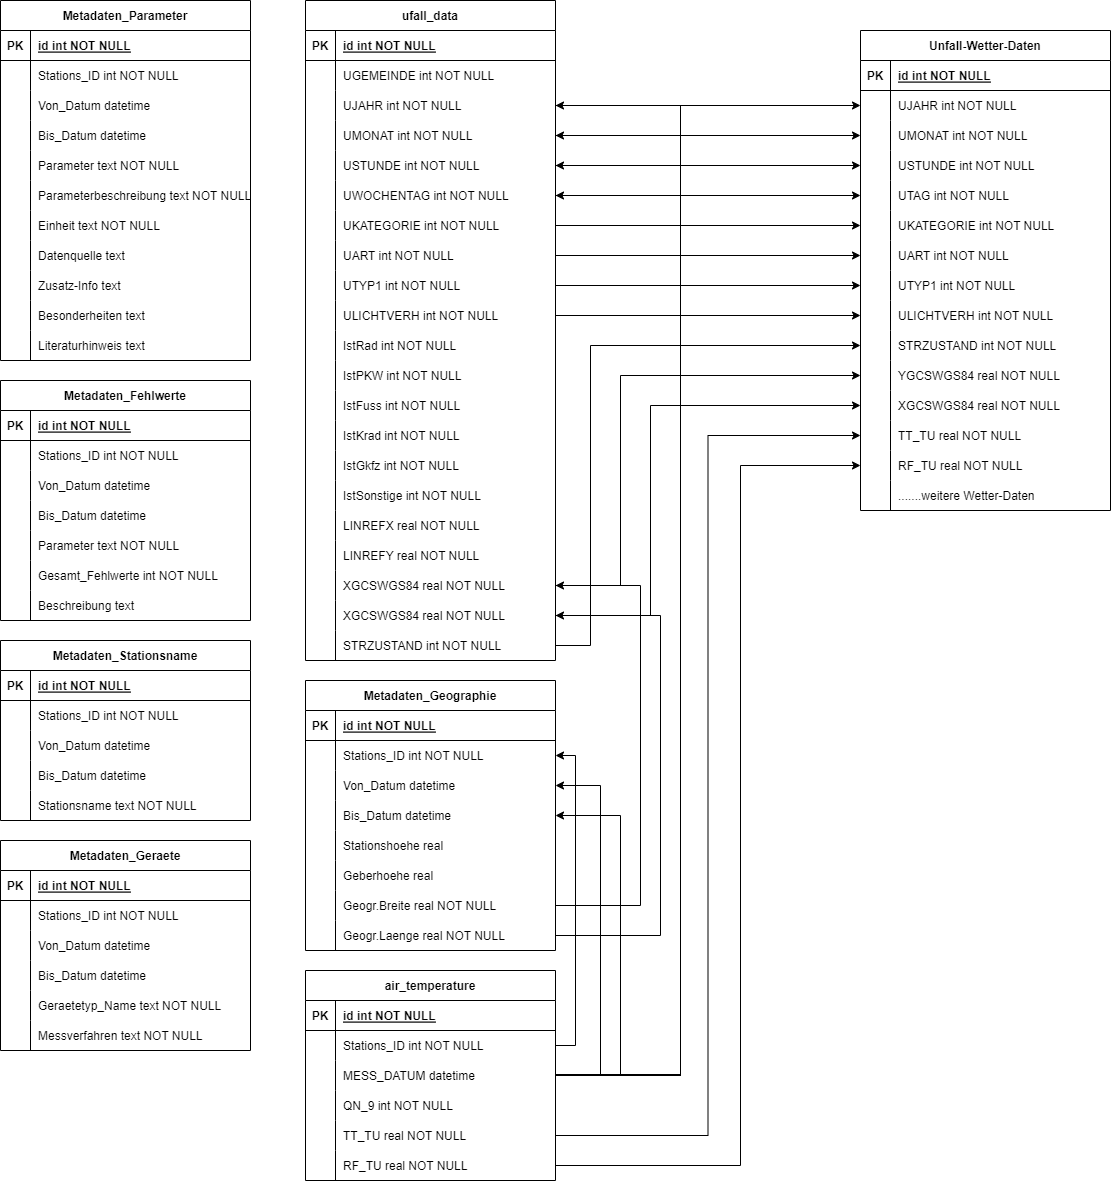 Metadaten_Parameter
PK id int NOT NULL
Stations_ID int NOT NULL
Von_Datum datetime
Bis_Datum datetime
Parameter text NOT NULL
Parameterbeschreibung text NOT NULL
Einheit text NOT NULL
Datenquelle text
Zusatz-Info text
Besonderheiten text
Literaturhinweis text
Metadaten_Fehlwerte
PK id int NOT NULL
Stations_ID int NOT NULL
Von_Datum datetime
Bis_Datum datetime
Parameter text NOT NULL
Gesamt_Fehlwerte int NOT NULL
Beschreibung text
Metadaten_Stationsname
PK id int NOT NULL
Stations_ID int NOT NULL
Von_Datum datetime
Bis_Datum datetime
Stationsname text NOT NULL
Metadaten_Geraete
PK id int NOT NULL
Stations_ID int NOT NULL
Von_Datum datetime
Bis_Datum datetime
Geraetetyp_Name text NOT NULL
Messverfahren text NOT NULL
ufall_data
PK id int NOT NULL
UGEMEINDE int NOT NULL
UJAHR int NOT NULL
UMONAT int NOT NULL
USTUNDE int NOT NULL
UWOCHENTAG int NOT NULL
UKATEGORIE int NOT NULL
UART int NOT NULL
UTYP1 int NOT NULL
ULICHTVERH int NOT NULL
IstRad int NOT NULL
IstPKW int NOT NULL
IstFuss int NOT NULL
IstKrad int NOT NULL
IstGkfz int NOT NULL
IstSonstige int NOT NULL
LINREFX real NOT NULL
LINREFY real NOT NULL
XGCSWGS84 real NOT NULL
XGCSWGS84 real NOT NULL
STRZUSTAND int NOT NULL
Metadaten_Geographie
PK id int NOT NULL
Stations_ID int NOT NULL
Von_Datum datetime
Bis_Datum datetime
Stationshoehe real
Geberhoehe real
Geogr.Breite real NOT NULL
Geogr.Laenge real NOT NULL
air_temperature
PK id int NOT NULL
Stations_ID int NOT NULL
MESS_DATUM datetime
QN_9 int NOT NULL
TT_TU real NOT NULL
RF_TU real NOT NULL
Unfall-Wetter-Daten
PK id int NOT NULL
UJAHR int NOT NULL
UMONAT int NOT NULL
USTUNDE int NOT NULL
UTAG int NOT NULL
UKATEGORIE int NOT NULL
UART int NOT NULL
UTYP1 int NOT NULL
ULICHTVERH int NOT NULL
STRZUSTAND int NOT NULL
YGCSWGS84 real NOT NULL
XGCSWGS84 real NOT NULL
TT_TU real NOT NULL
RF_TU real NOT NULL
.......weitere Wetter-Daten